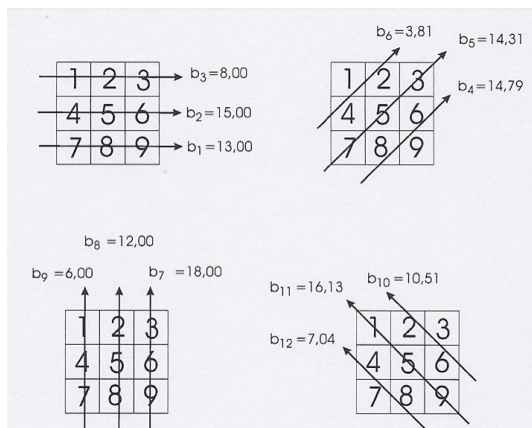 b₃=8,00
1 2 3
b₂=15,00
4 5 6
b₁=13,00
7 8 9
b₆=3,81
b₅=14,31
b₄=14,79
1 2 3
4 5 6
7 8 9
b₈=12,00
b₉=6,00
b₇ =18,00
1 2 3
4 5 6
7 8 9
b₁₁=16,13
b₁₀=10,51
b₁₂=7,04
1 2 3
4 5 6
7 8 9